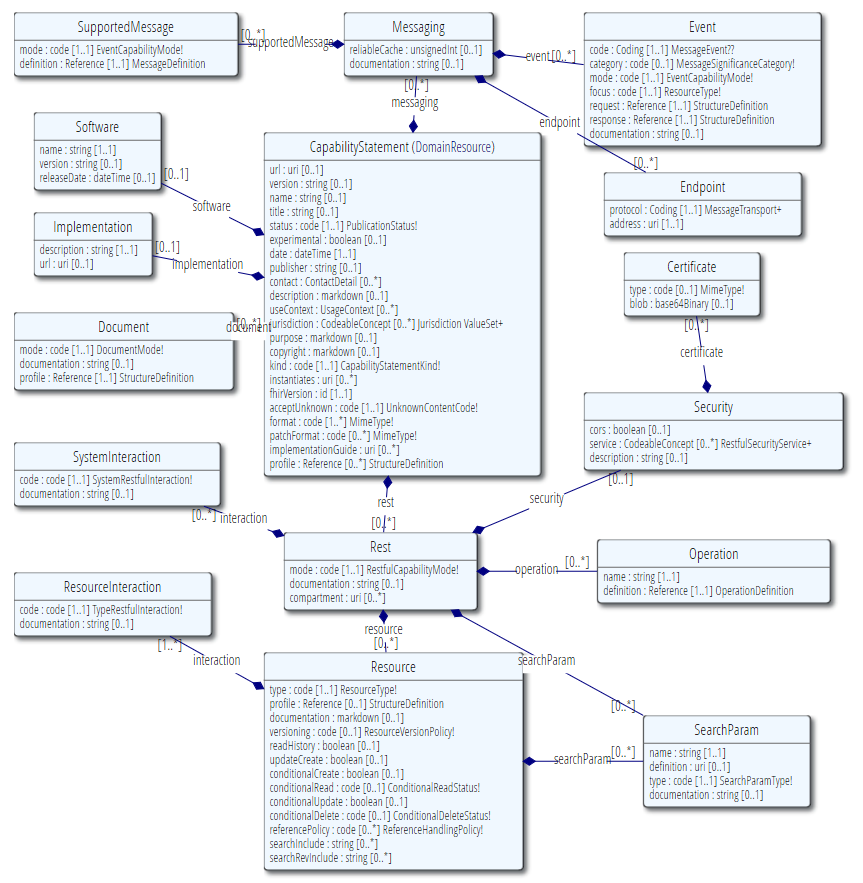 SupportedMessage
mode : code [1..1] EventCapabilityMode!
definition : Reference [1..1] MessageDefinition
[0..*]
supportedMessage
Messaging
reliableCache : unsignedInt [0..1]
documentation : string [0..1]
event
[0..*]
Event
code : Coding [1..1] MessageEvent??
category : code [0..1] MessageSignificanceCategory!
mode : code [1..1] EventCapabilityMode!
focus : code [1..1] ResourceType!
request : Reference [1..1] StructureDefinition
response : Reference [1..1] StructureDefinition
documentation : string [0..1]
[0..*]
messaging
endpoint
[0..*]
Endpoint
protocol : Coding [1..1] MessageTransport+
address : uri [1..1]
Software
name : string [1..1]
version : string [0..1]
releaseDate : dateTime [0..1]
[0..1]
software
Implementation
description : string [1..1]
url : uri [0..1]
[0..1]
implementation
Document
mode : code [1..1] DocumentMode!
documentation : string [0..1]
profile : Reference [1..1] StructureDefinition
[0..*]
document
CapabilityStatement (DomainResource)
url : uri [0..1]
version : string [0..1]
name : string [0..1]
title : string [0..1]
status : code [1..1] PublicationStatus!
experimental : boolean [0..1]
date : dateTime [1..1]
publisher : string [0..1]
contact : ContactDetail [0..*]
description : markdown [0..1]
useContext : UsageContext [0..*]
jurisdiction : CodeableConcept [0..*] Jurisdiction ValueSet+
purpose : markdown [0..1]
copyright : markdown [0..1]
kind : code [1..1] CapabilityStatementKind!
instantiates : uri [0..*]
fhirVersion : id [1..1]
acceptUnknown : code [1..1] UnknownContentCode!
format : code [1..*] MimeType!
patchFormat : code [0..*] MimeType!
implementationGuide : uri [0..*]
profile : Reference [0..*] StructureDefinition
Certificate
type : code [0..1] MimeType!
blob : base64Binary [0..1]
[0..*]
certificate
Security
cors : boolean [0..1]
service : CodeableConcept [0..*] RestfulSecurityService+
description : string [0..1]
[0..1]
security
SystemInteraction
code : code [1..1] SystemRestfulInteraction!
documentation : string [0..1]
[0..*]
interaction
rest
[0..*]
Rest
mode : code [1..1] RestfulCapabilityMode!
documentation : string [0..1]
compartment : uri [0..*]
operation
[0..*]
Operation
name : string [1..1]
definition : Reference [1..1] OperationDefinition
ResourceInteraction
code : code [1..1] TypeRestfulInteraction!
documentation : string [0..1]
[1..*]
interaction
resource
[0..*]
Resource
type : code [1..1] ResourceType!
profile : Reference [0..1] StructureDefinition
documentation : markdown [0..1]
versioning : code [0..1] ResourceVersionPolicy!
readHistory : boolean [0..1]
updateCreate : boolean [0..1]
conditionalCreate : boolean [0..1]
conditionalRead : code [0..1] ConditionalReadStatus!
conditionalUpdate : boolean [0..1]
conditionalDelete : code [0..1] ConditionalDeleteStatus!
referencePolicy : code [0..*] ReferenceHandlingPolicy!
searchInclude : string [0..*]
searchRevInclude : string [0..*]
searchParam
[0..*]
searchParam
[0..*]
SearchParam
name : string [1..1]
definition : uri [0..1]
type : code [1..1] SearchParamType!
documentation : string [0..1]